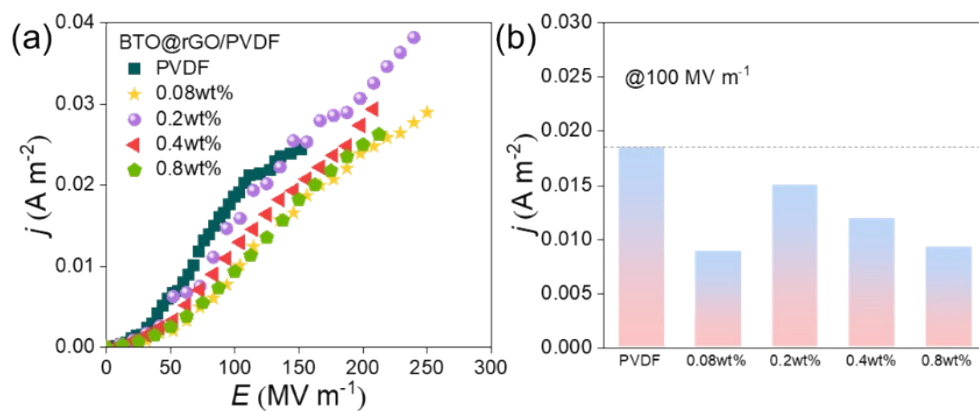 (a)
BTO@rGO/PVDF
PVDF
0.08wt%
0.2wt%
0.4wt%
0.8wt%
0.04
0.03
0.02
0.01
0.00
j (A m⁻²)
0 50 100 150 200 250 300
E (MV m⁻¹)
(b)
@100 MV m⁻¹
0.030
0.025
0.020
0.015
0.010
0.005
0.000
j (A m⁻²)
PVDF 0.08wt% 0.2wt% 0.4wt% 0.8wt%